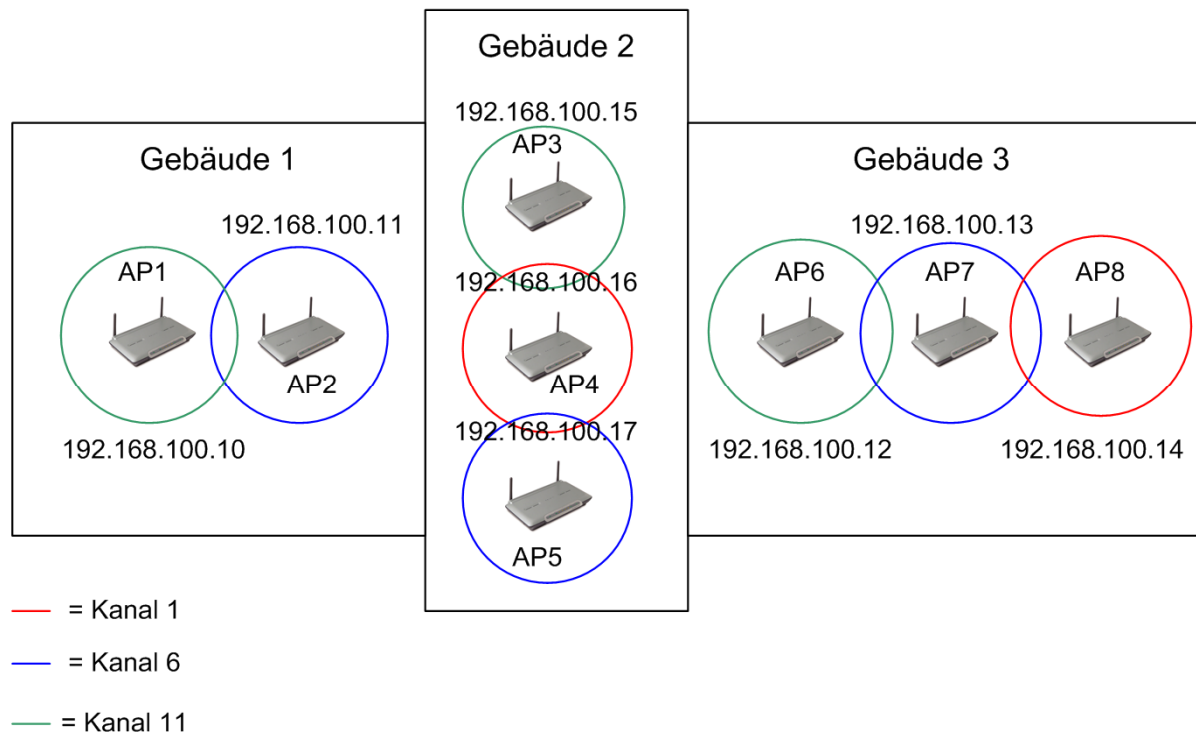 Gebäude 1
192.168.100.11
AP1
AP2
192.168.100.10
Gebäude 2
192.168.100.15
AP3
192.168.100.16
AP4
192.168.100.17
AP5
Gebäude 3
192.168.100.13
AP6
AP7
AP8
192.168.100.12
192.168.100.14
= Kanal 1
= Kanal 6
= Kanal 11